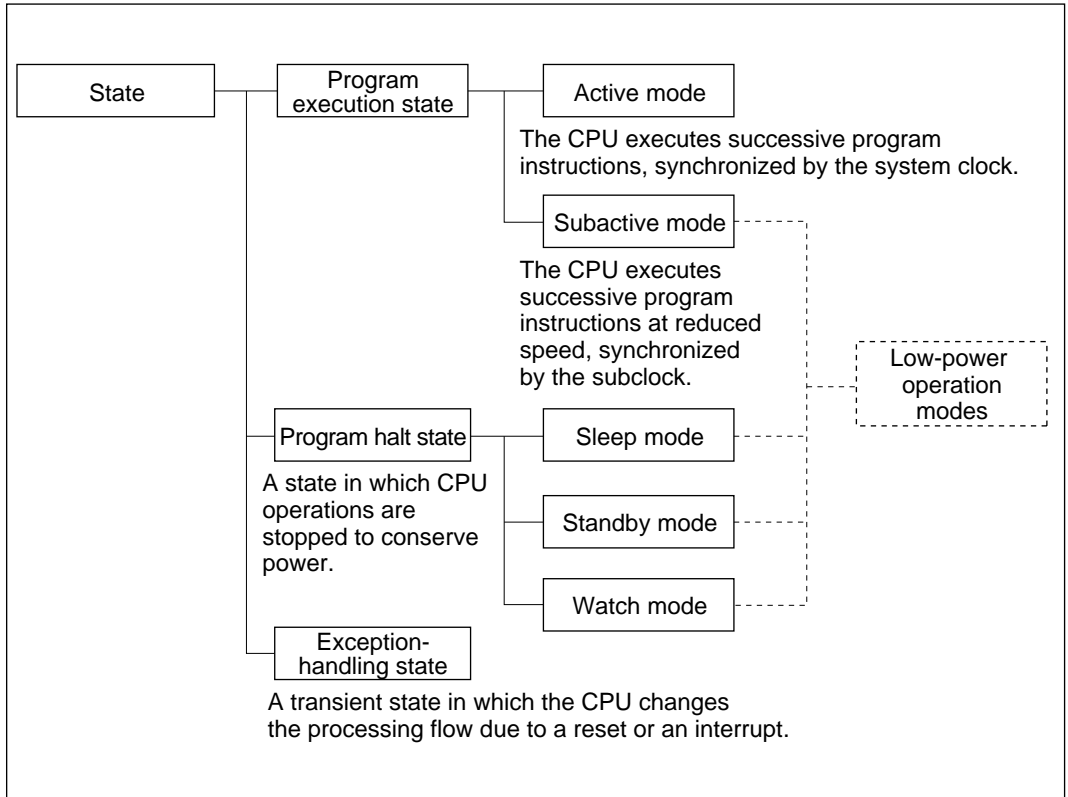 State
Program
execution state
Active mode
The CPU executes successive program
instructions, synchronized by the system clock.
Subactive mode
The CPU executes
successive program
instructions at reduced
speed, synchronized
by the subclock.
Low-power
operation
modes
Program halt state
A state in which CPU
operations are
stopped to conserve
power.
Sleep mode
Standby mode
Watch mode
Exception-
handling state
A transient state in which the CPU changes
the processing flow due to a reset or an interrupt.